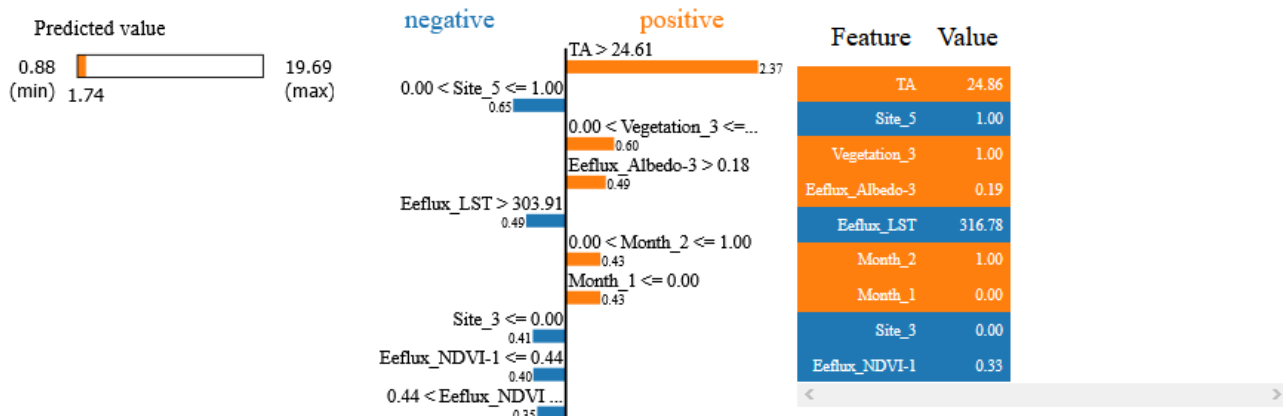 Predicted value
0.88
(min)
1.74
19.69
(max)
negative
positive
TA > 24.61
2.37
0.00 < Site_5 <= 1.00
0.65
0.00 < Vegetation_3 <=...
0.60
Eeflux_Albedo-3 > 0.18
0.49
Eeflux_LST > 303.91
0.49
0.00 < Month_2 <= 1.00
0.43
Month_1 <= 0.00
0.43
Site_3 <= 0.00
0.41
Eeflux_NDVI-1 <= 0.44
0.40
0.44 < Eeflux_NDVI ...
0.35
Feature Value
TA 24.86
Site_5 1.00
Vegetation_3 1.00
Eeflux_Albedo-3 0.19
Eeflux_LST 316.78
Month_2 1.00
Month_1 0.00
Site_3 0.00
Eeflux_NDVI-1 0.33